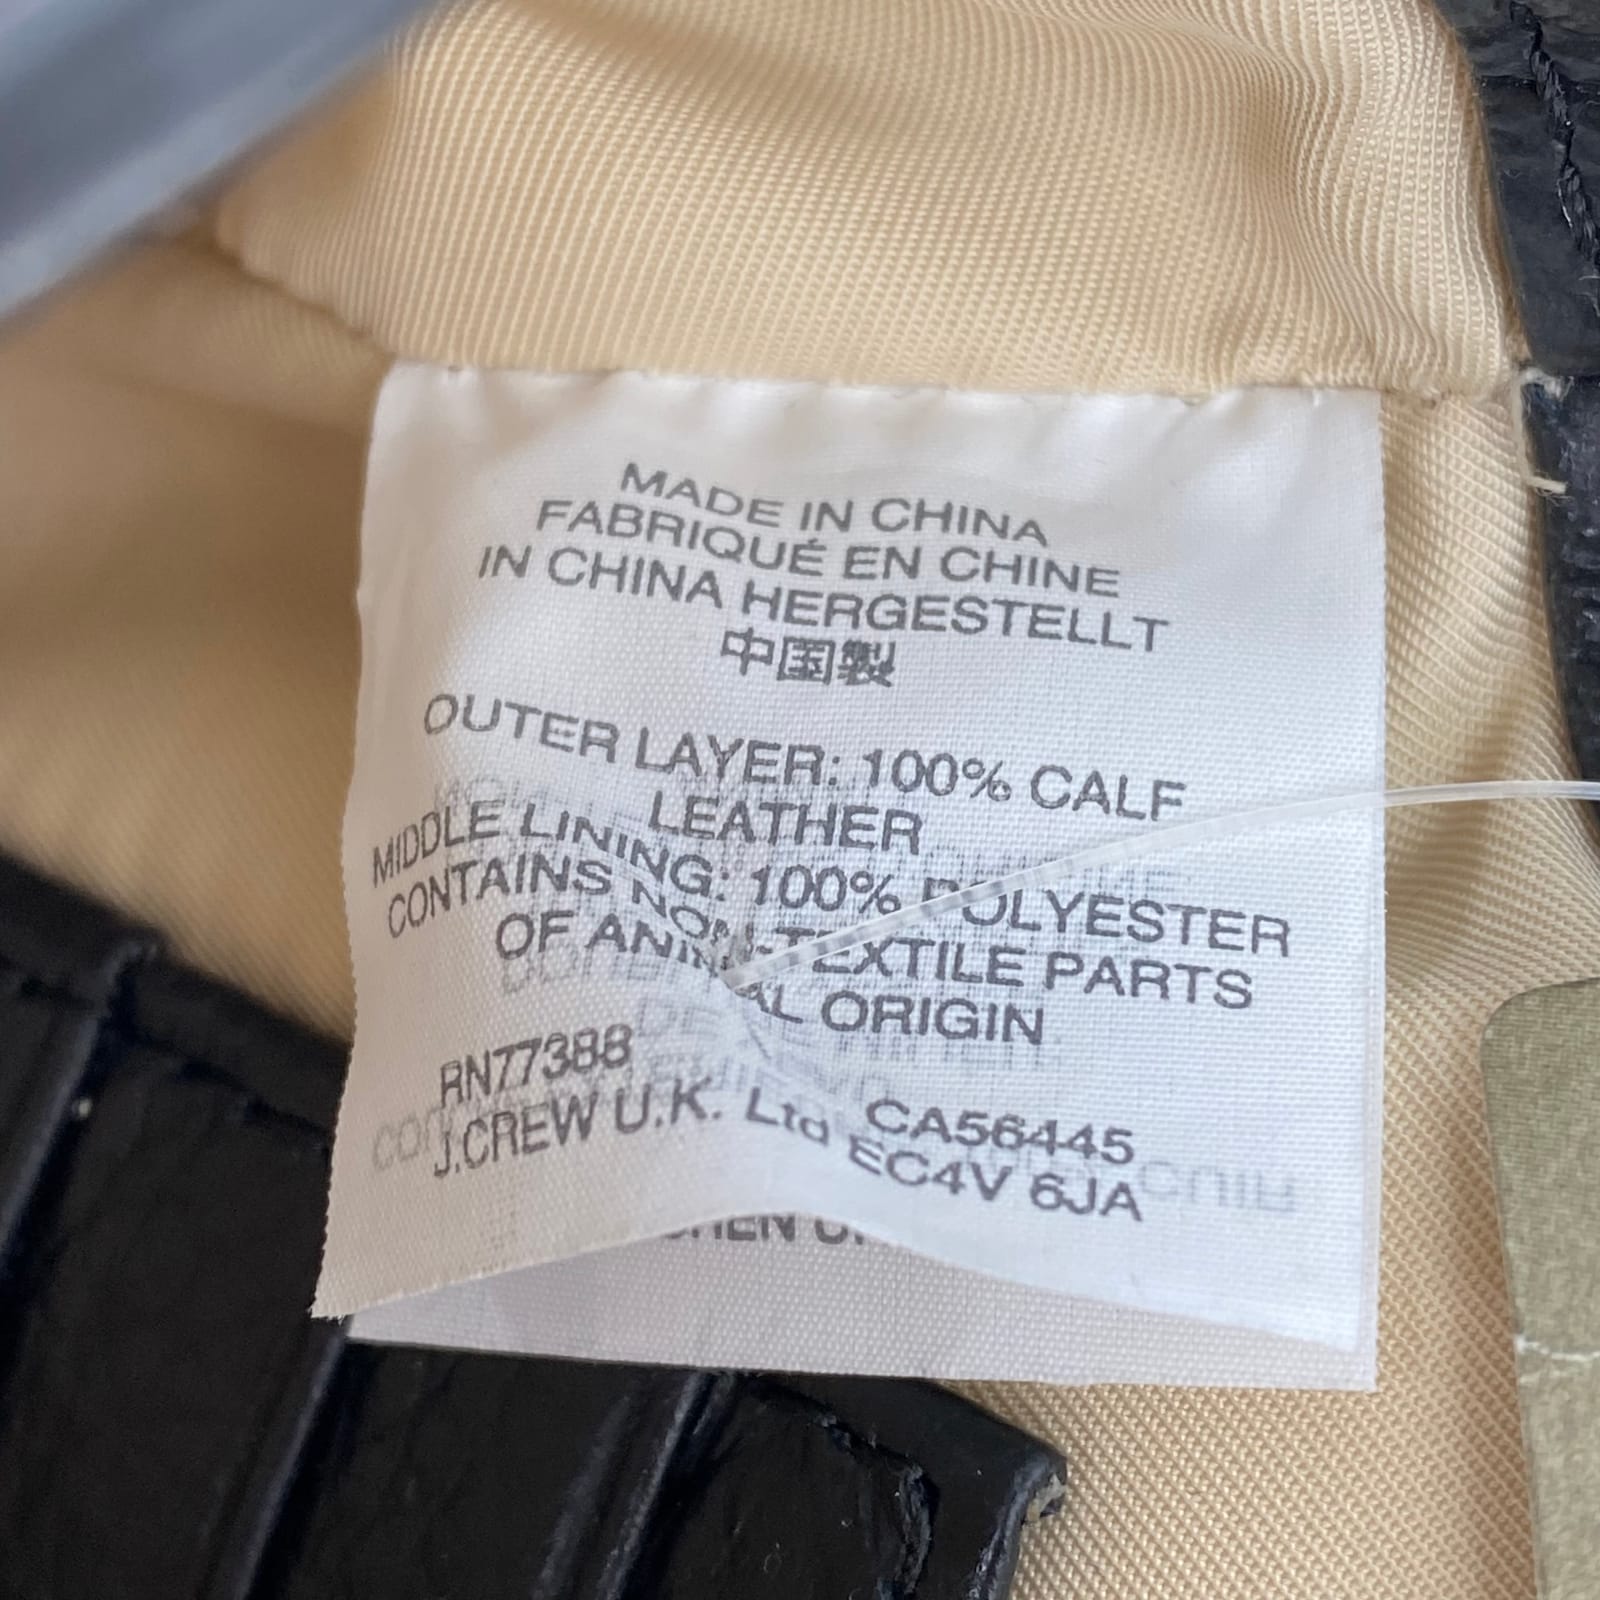 MADE IN CHINA
FABRIQUÉ EN CHINE
IN CHINA HERGESTELLT
中国製
OUTER LAYER: 100% CALF
LEATHER
MIDDLE LINING: 100% POLYESTER
CONTAINS NON-TEXTILE PARTS
OF ANIMAL ORIGIN
RN77388 CA56445
J.CREW U.K. Ltd EC4V 6JA